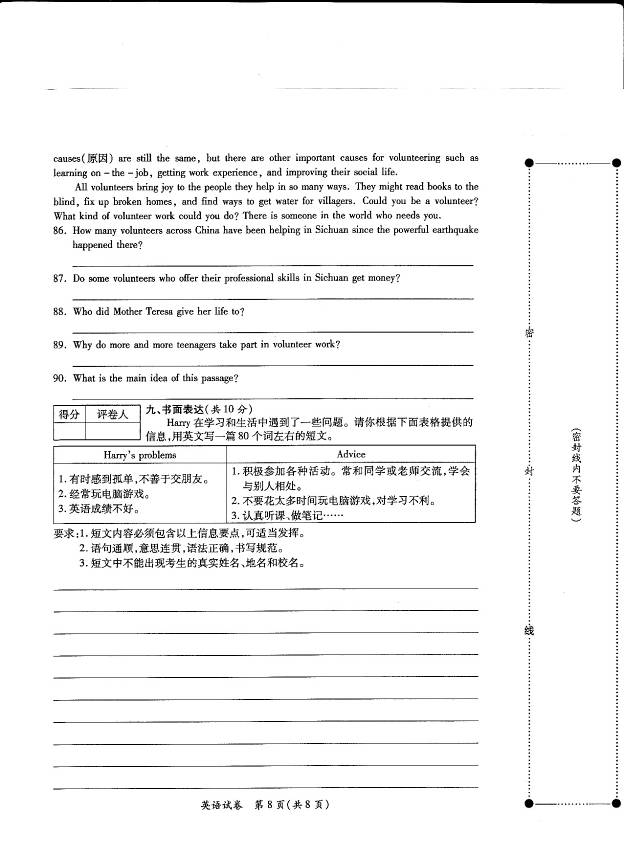 causes(原因) are still the same, but there are other important causes for volunteering such as
learning on - the - job, getting work experience, and improving their social life.
All volunteers bring joy to the people they help in so many ways. They might read books to the
blind, fix up broken homes, and find ways to get water for villagers. Could you be a volunteer?
What kind of volunteer work could you do? There is someone in the world who needs you.
86. How many volunteers across China have been helping in Sichuan since the powerful earthquake
happened there?
87. Do some volunteers who offer their professional skills in Sichuan get money?
88. Who did Mother Teresa give her life to?
89. Why do more and more teenagers take part in volunteer work?
90. What is the main idea of this passage?
得分 评卷人
九、书面表达(共10分)
Harry在学习和生活中遇到了一些问题。请你根据下面表格提供的
信息,用英文写一篇80个词左右的短文。
Harry's problems
1. 有时感到孤单,不善于交朋友。
2. 经常玩电脑游戏。
3. 英语成绩不好。
Advice
1. 积极参加各种活动。常和同学或老师交流,学会
与别人相处。
2. 不要花太多时间玩电脑游戏,对学习不利。
3. 认真听课、做笔记……
要求:1. 短文内容必须包含以上信息要点,可适当发挥。
2. 语句通顺,意思连贯,语法正确,书写规范。
3. 短文中不能出现考生的真实姓名、地名和校名。
英语试卷 第8页(共8页)
密
封
线
(密封线内不要答题)